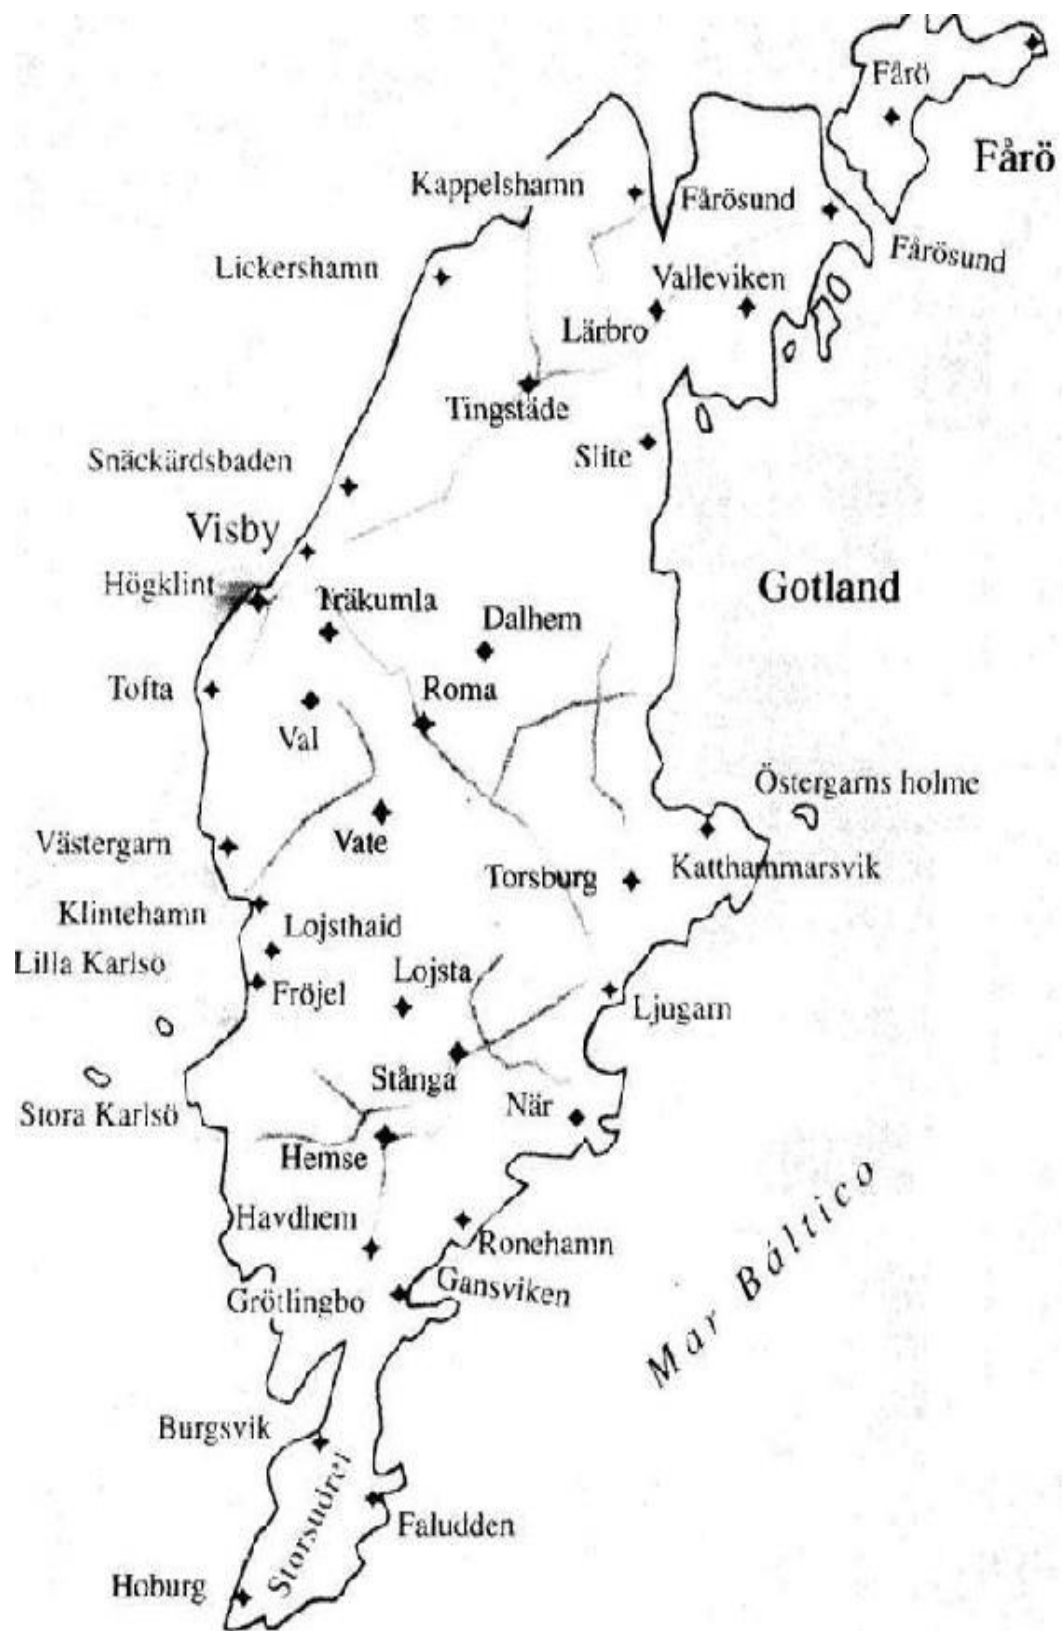 Fårö
Fårö
Kappelshamn
Fårösund
Fårösund
Lickershamn
Valleviken
Lärbro
Tingstäde
Slite
Snäckärdsbaden
Visby
Högklint
Träkumla
Gotland
Dalhem
Tofta
Roma
Val
Östergarns holme
Västergarn
Vate
Torsburg
Katthammarsvik
Klintehamn
Lojsthaid
Lilla Karlsö
Lojsta
Fröjel
Ljugarn
Stånga
Stora Karlsö
När
Hemse
Havdhem
Ronehamn
Gansviken
Grötlingbo
Mar Báltico
Burgsvik
Storsudret
Faludden
Hoburg